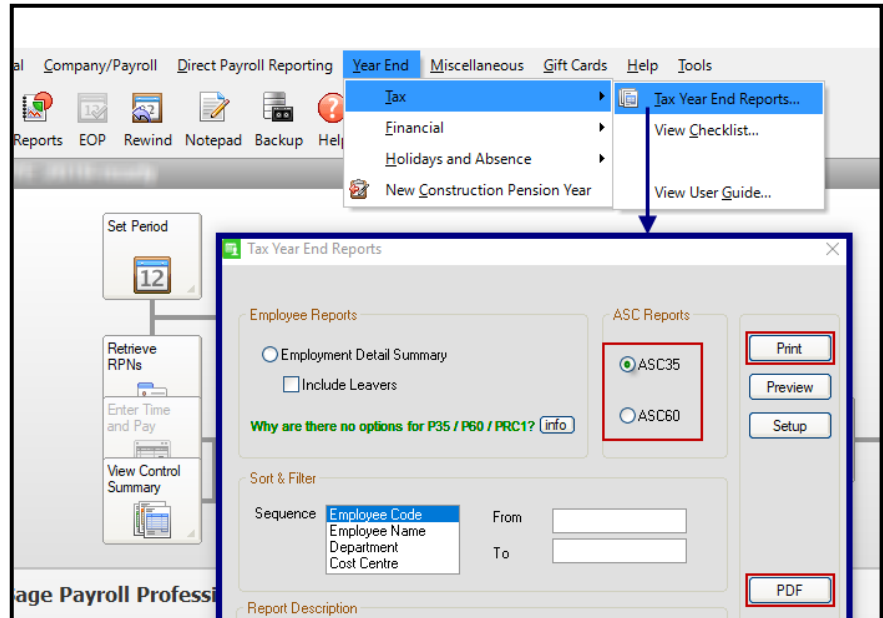 al Company/Payroll Direct Payroll Reporting Year End Miscellaneous Gift Cards Help Tools
Reports EOP Rewind Notepad Backup Help
Tax
Financial
Holidays and Absence
New Construction Pension Year
Tax Year End Reports...
View Checklist...
View User Guide...
Set Period
12
Retrieve
RPNs
Enter Time
and Pay
View Control
Summary
age Payroll Professi
Tax Year End Reports
Employee Reports
Employment Detail Summary
Include Leavers
Why are there no options for P35 / P60 / PRC1? info
ASC Reports
ASC35
ASC60
Print
Preview
Setup
Sort & Filter
Sequence
Employee Code
Employee Name
Department
Cost Centre
From
To
PDF
Report Description